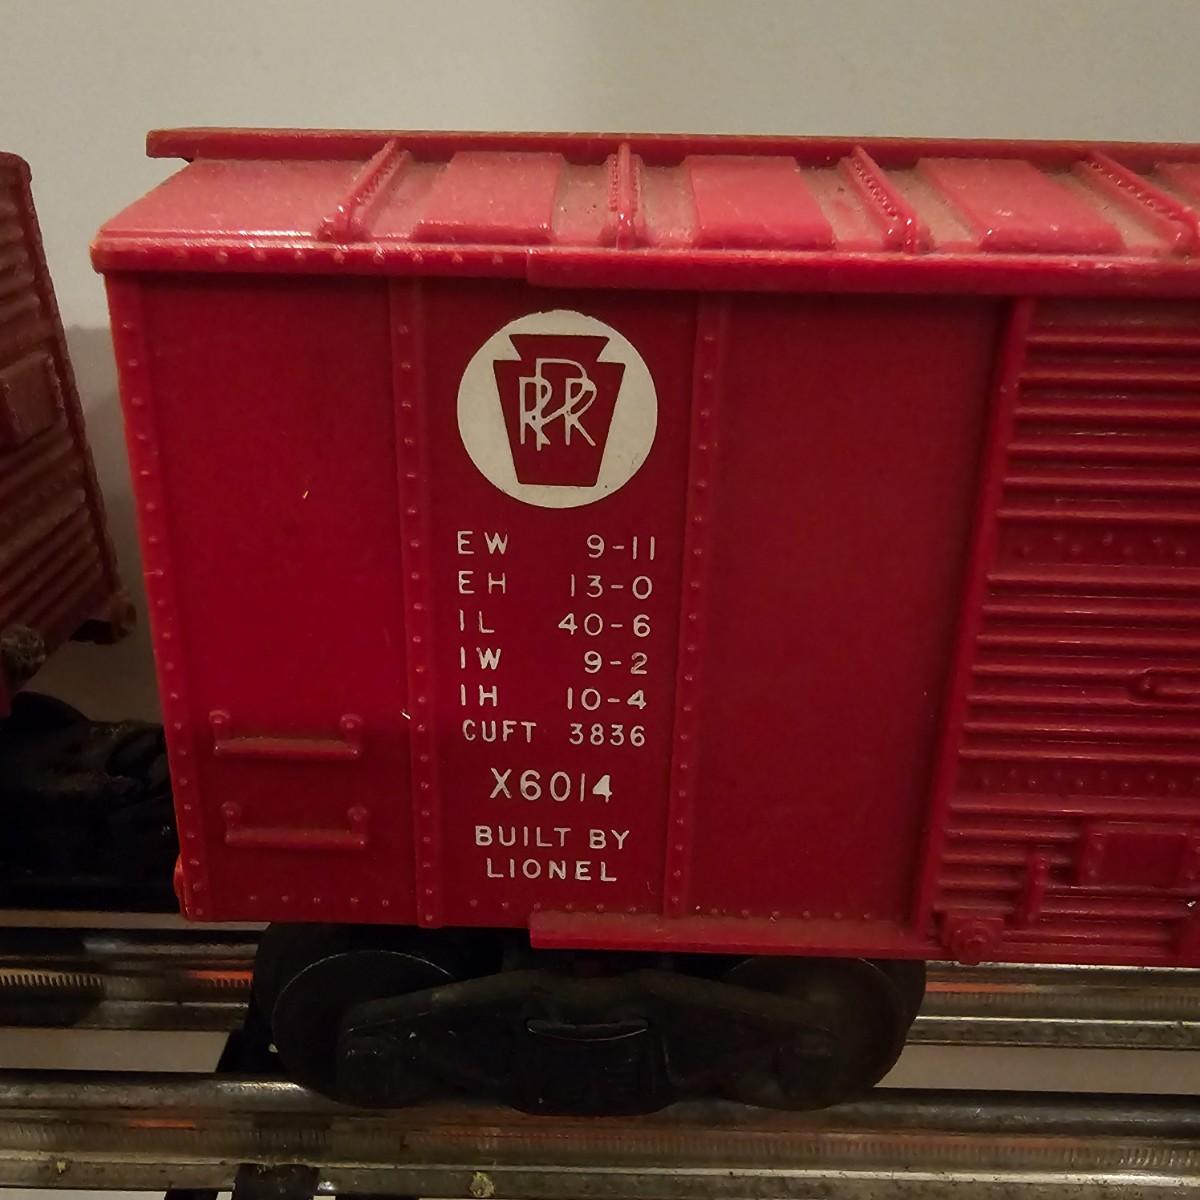 PRR
EW 9-11
EH 13-0
IL 40-6
IW 9-2
IH 10-4
CUFT 3836
X6014
BUILT BY
LIONEL